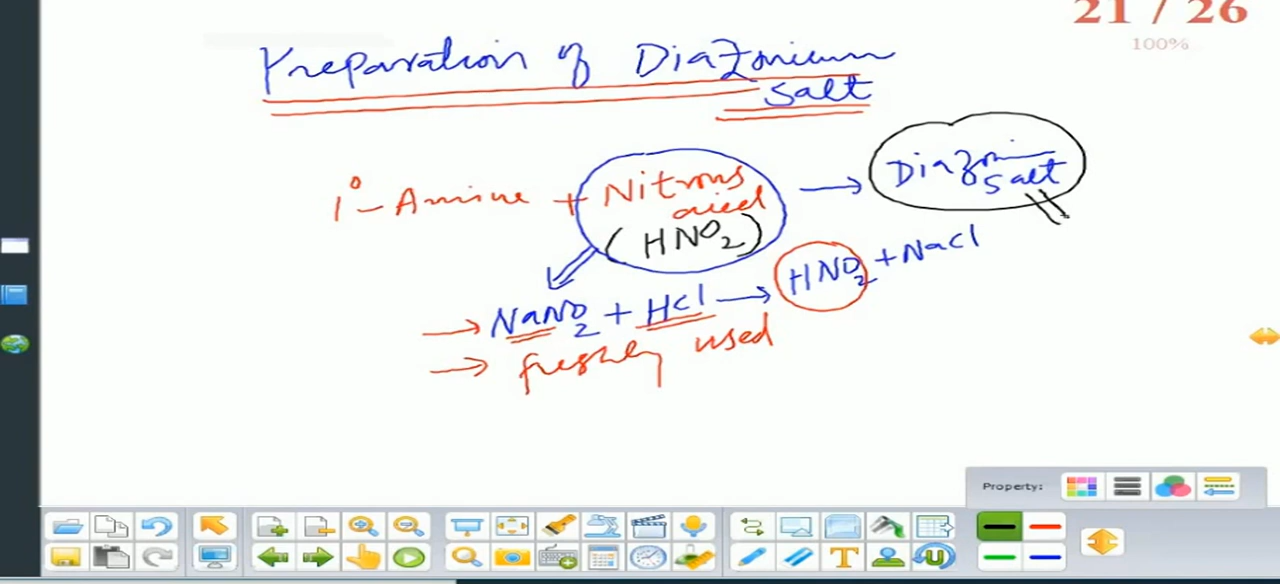 21 / 26
100%
Preparation of Diazonium
salt
1°-Amine + Nitrous acid (HNO2) → Diazoni salt
NaNO2 + HCl → HNO2 + NaCl
→ freshly used
Property: